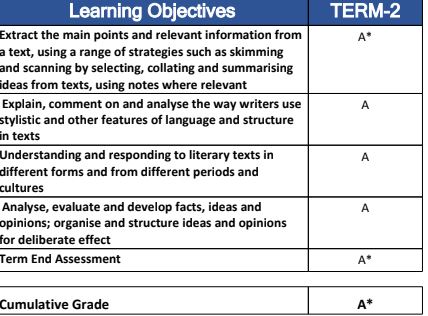 Learning Objectives TERM-2
Extract the main points and relevant information from A*
a text, using a range of strategies such as skimming
and scanning by selecting, collating and summarising
ideas from texts, using notes where relevant
Explain, comment on and analyse the way writers use A
stylistic and other features of language and structure
in texts
Understanding and responding to literary texts in A
different forms and from different periods and
cultures
Analyse, evaluate and develop facts, ideas and A
opinions; organise and structure ideas and opinions
for deliberate effect
Term End Assessment A*
Cumulative Grade A*